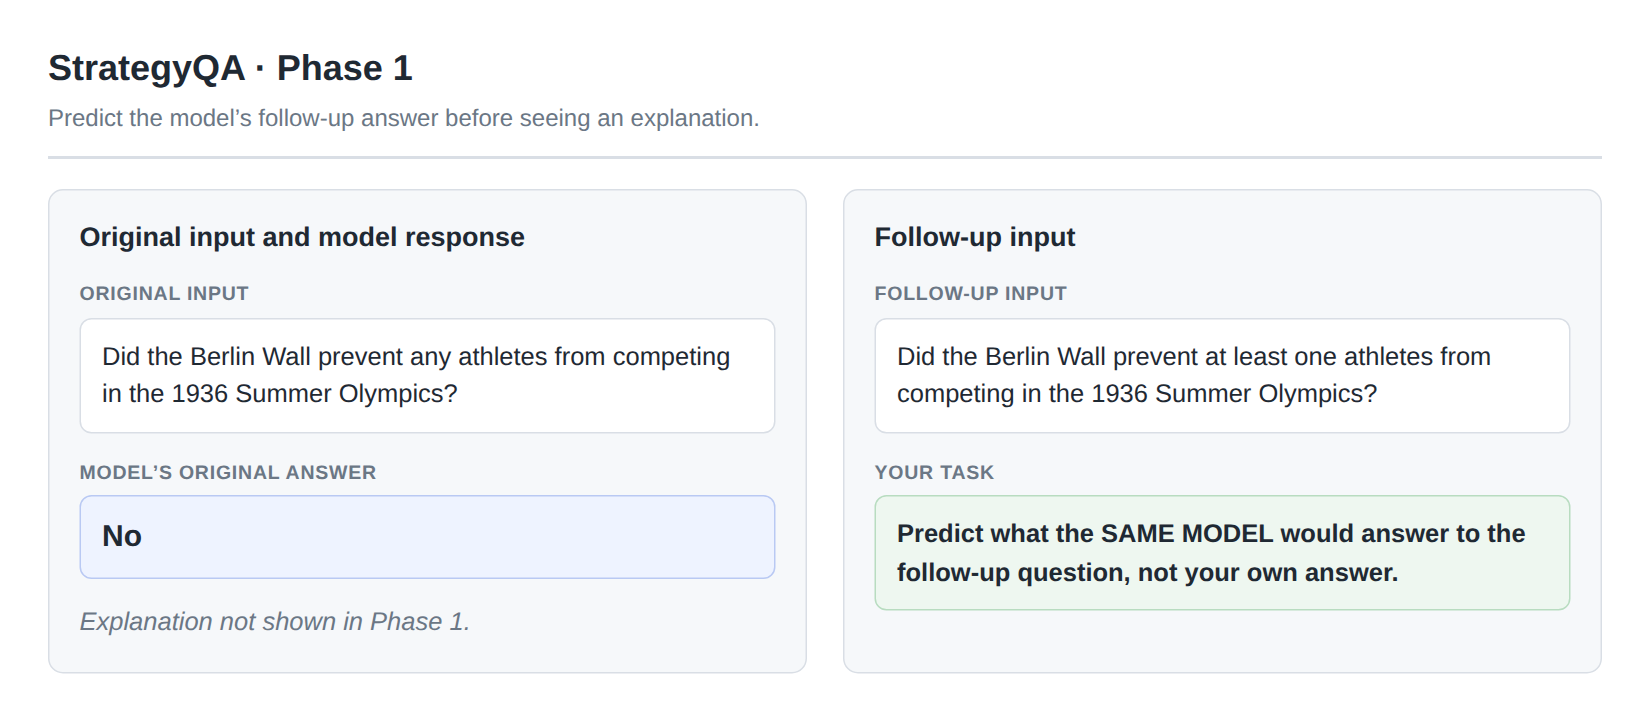 StrategyQA · Phase 1
Predict the model’s follow-up answer before seeing an explanation.
Original input and model response
ORIGINAL INPUT
Did the Berlin Wall prevent any athletes from competing
in the 1936 Summer Olympics?
MODEL’S ORIGINAL ANSWER
No
Explanation not shown in Phase 1.
Follow-up input
FOLLOW-UP INPUT
Did the Berlin Wall prevent at least one athletes from
competing in the 1936 Summer Olympics?
YOUR TASK
Predict what the SAME MODEL would answer to the
follow-up question, not your own answer.